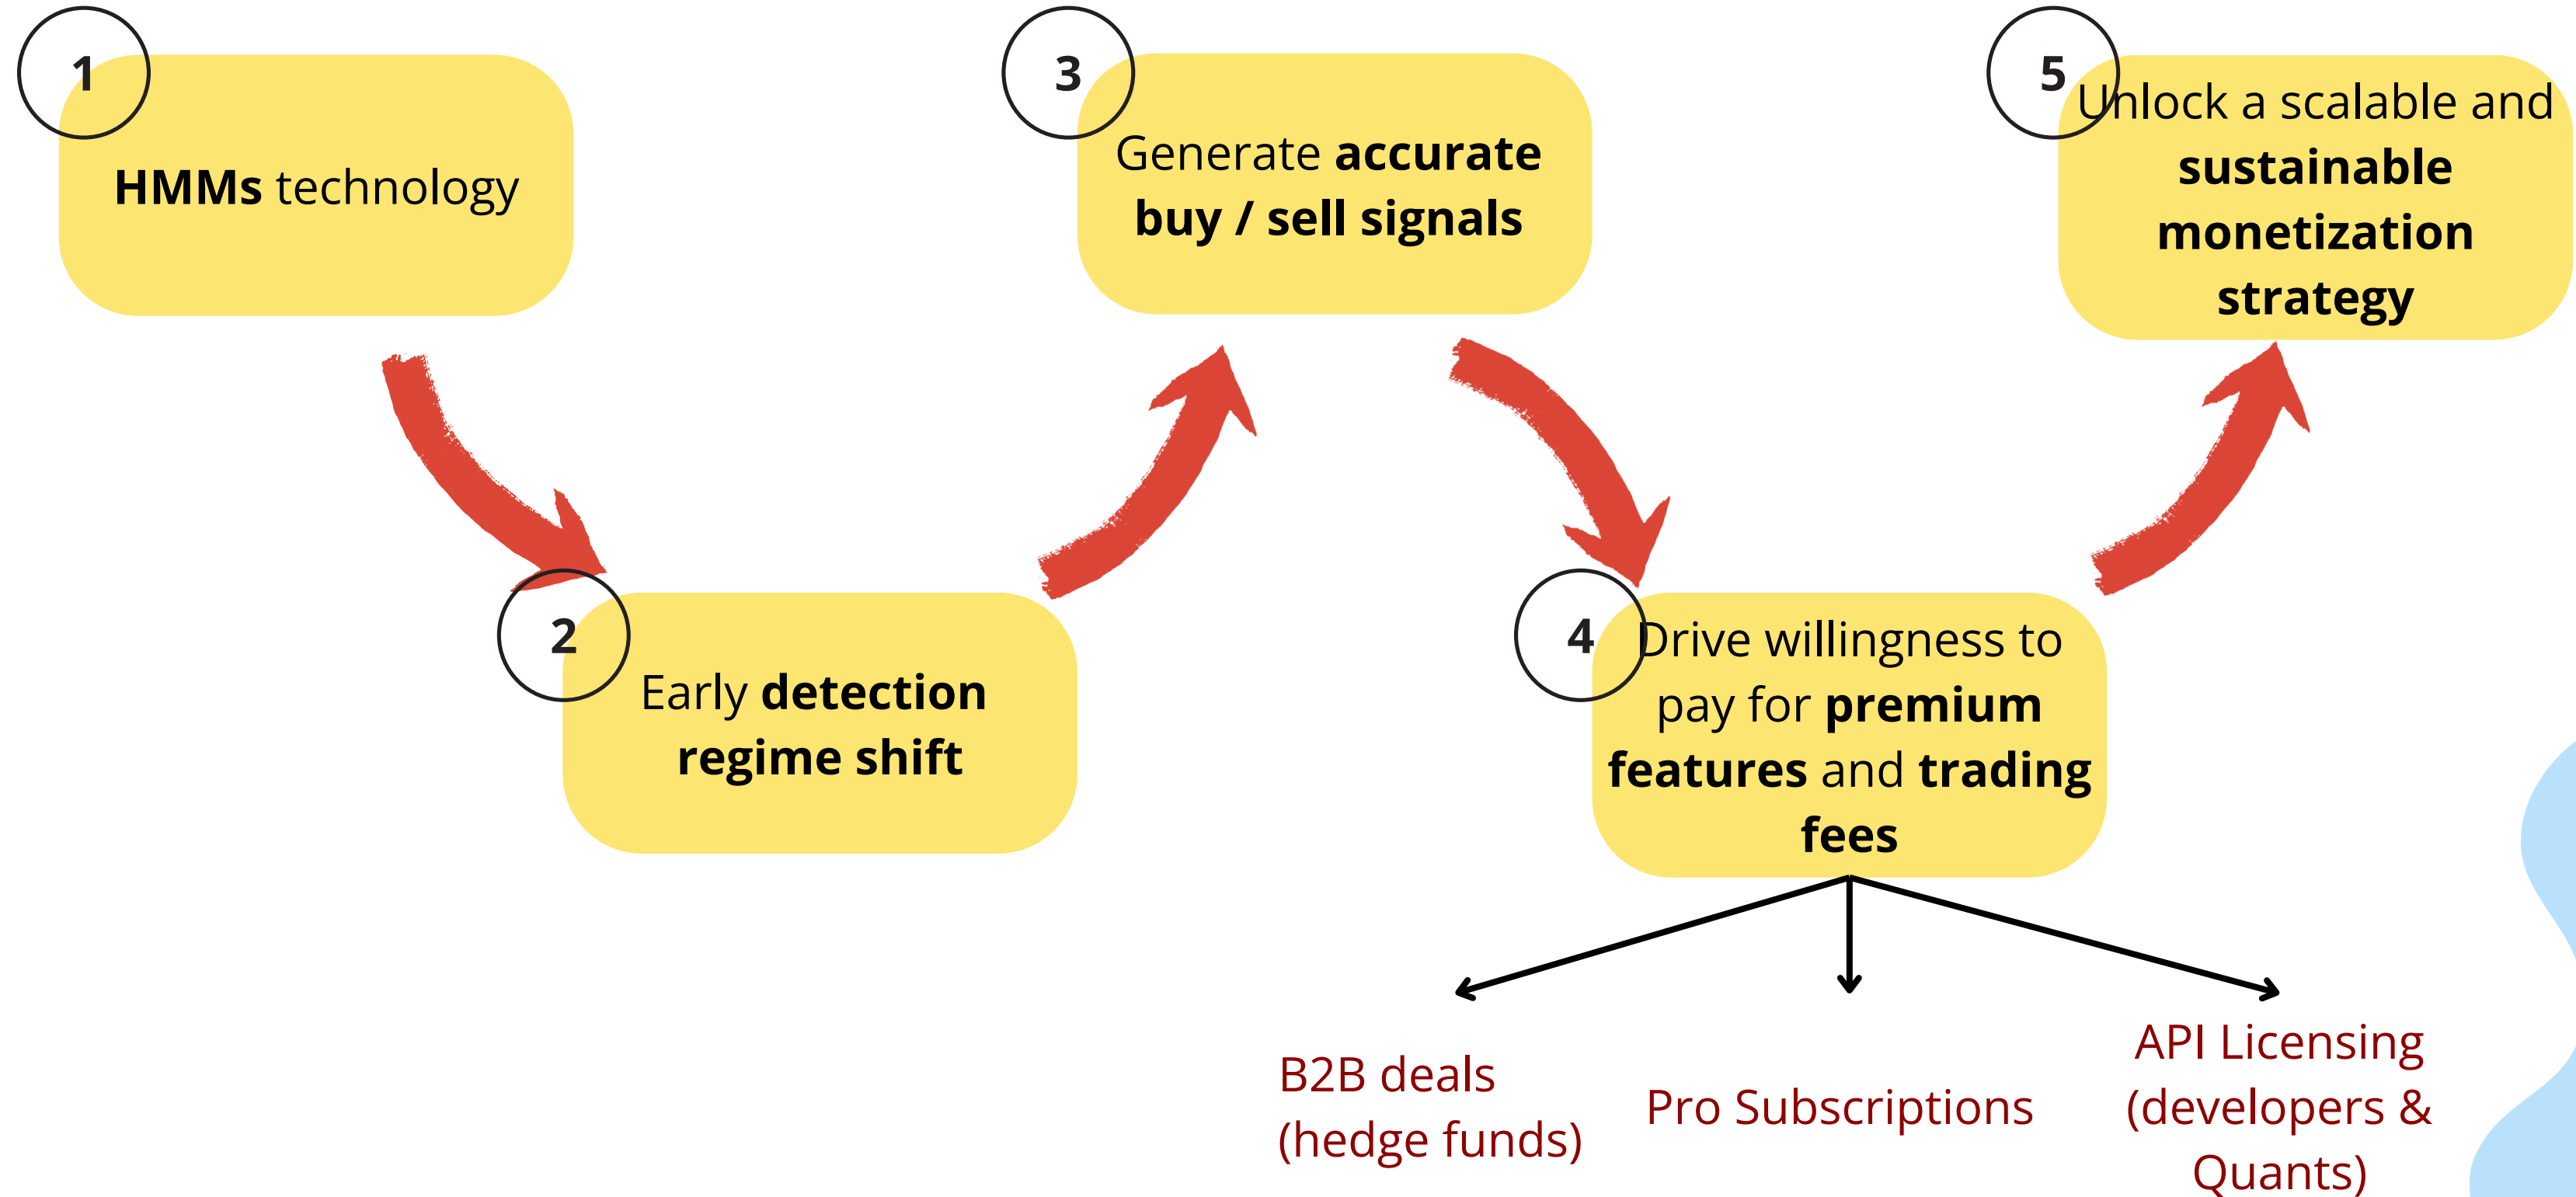 1
HMMs technology
2
Early detection
regime shift
3
Generate accurate
buy / sell signals
4
Drive willingness to
pay for premium
features and trading
fees
B2B deals
(hedge funds)
Pro Subscriptions
API Licensing
(developers &
Quants)
5
Unlock a scalable and
sustainable
monetization
strategy